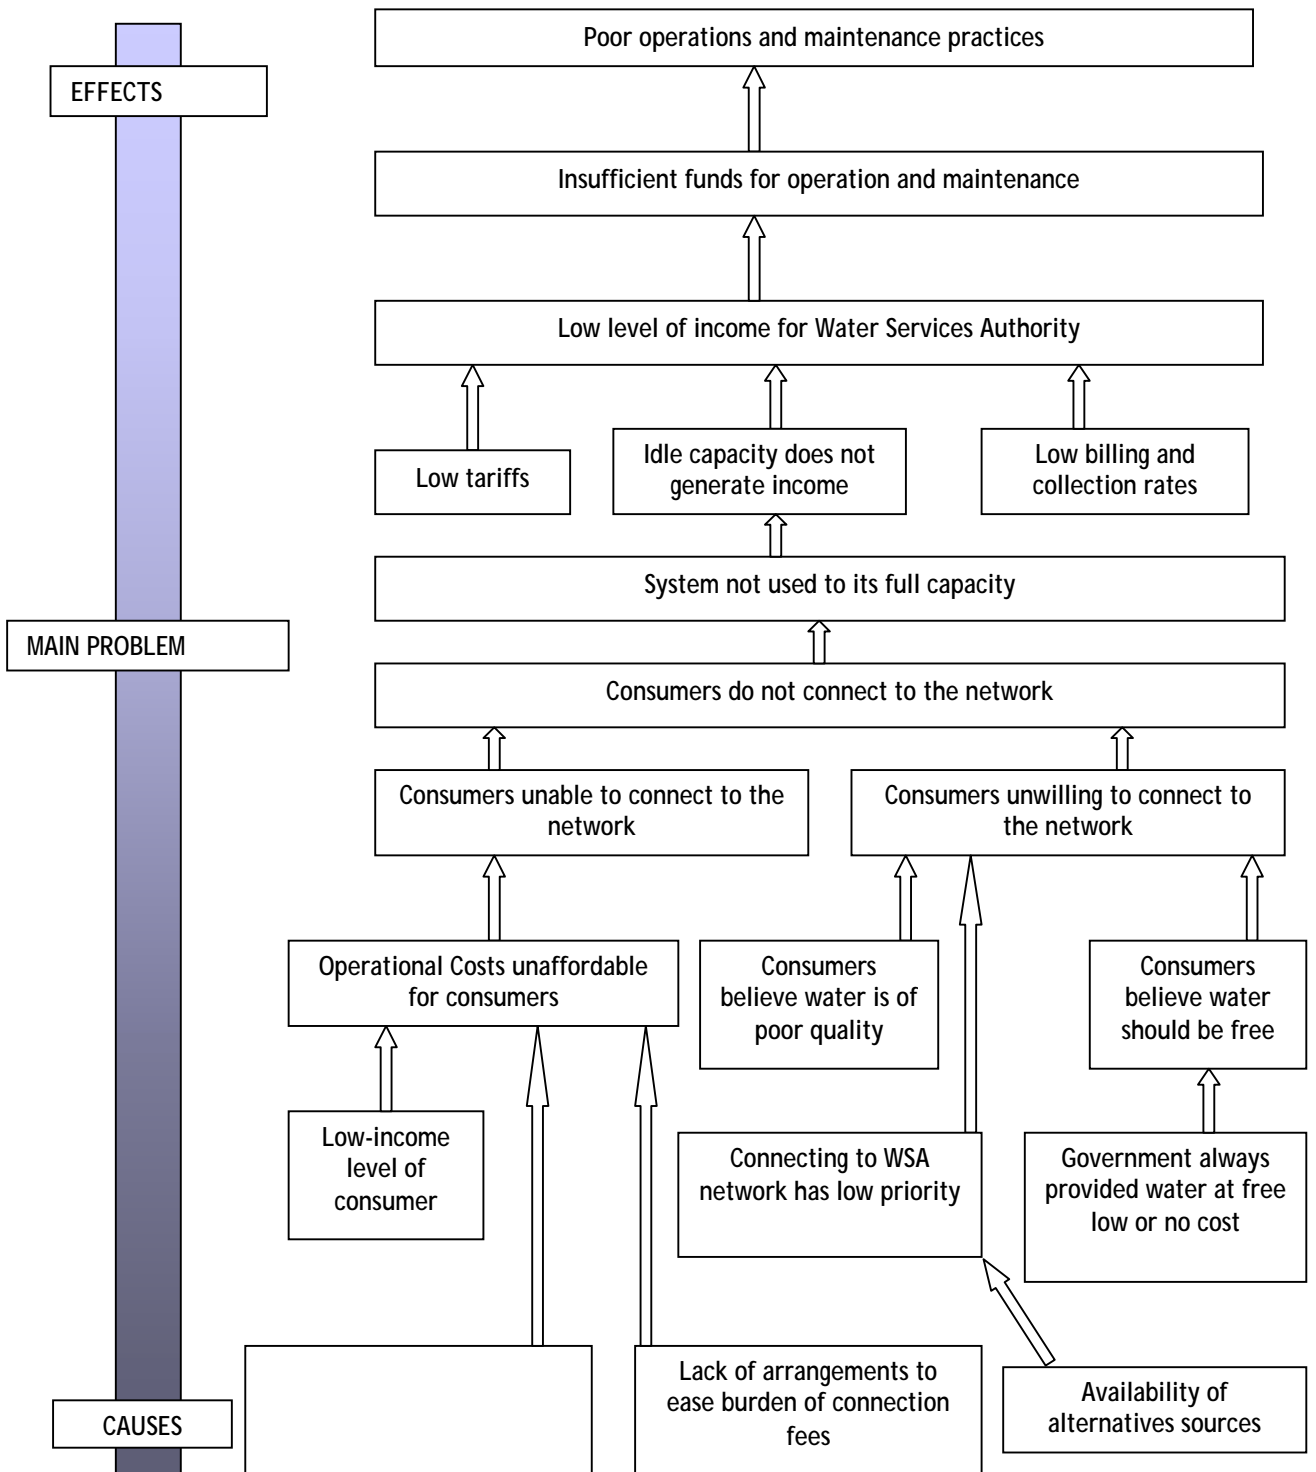 Poor operations and maintenance practices
EFFECTS
Insufficient funds for operation and maintenance
Low level of income for Water Services Authority
Low tariffs
Idle capacity does not
generate income
Low billing and
collection rates
System not used to its full capacity
MAIN PROBLEM
Consumers do not connect to the network
Consumers unable to connect to the
network
Consumers unwilling to connect to
the network
Operational Costs unaffordable
for consumers
Consumers
believe water is of
poor quality
Consumers
believe water
should be free
Low-income
level of
consumer
Connecting to WSA
network has low priority
Government always
provided water at free
low or no cost
Lack of arrangements to
ease burden of connection
fees
Availability of
alternatives sources
CAUSES